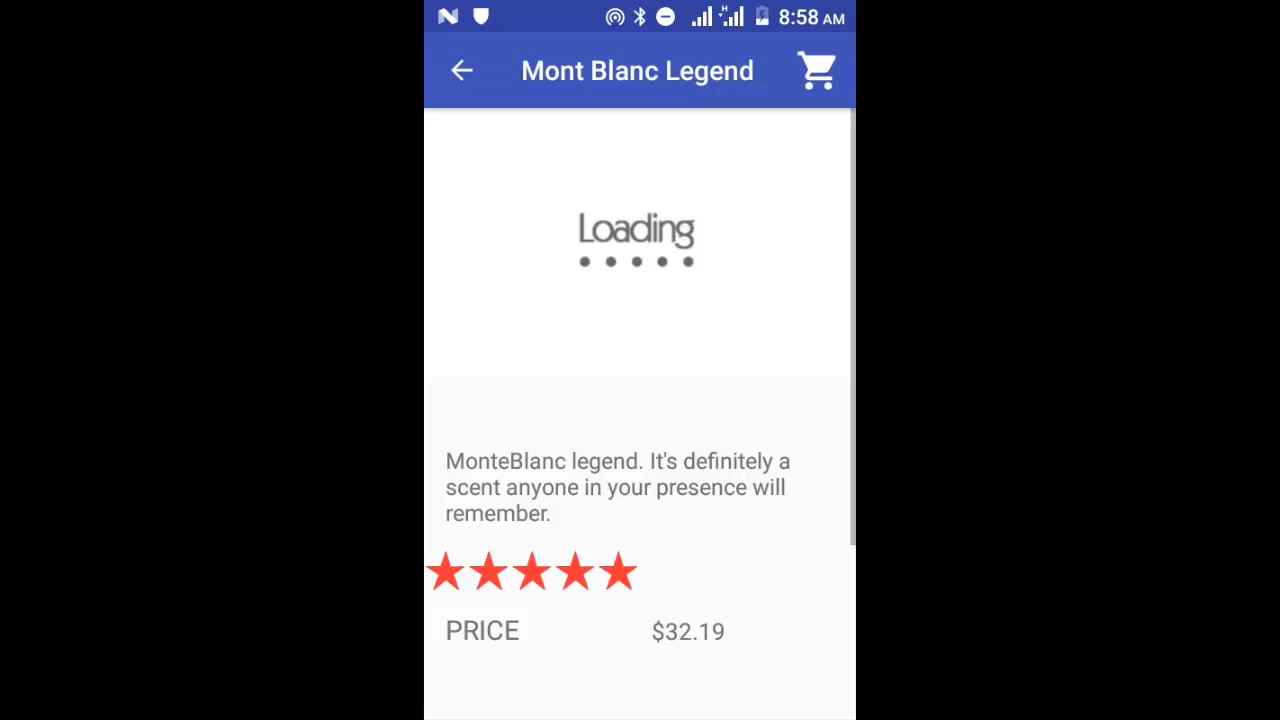 8:58 AM
Mont Blanc Legend
Loading
MonteBlanc legend. It's definitely a
scent anyone in your presence will
remember.
PRICE $32.19